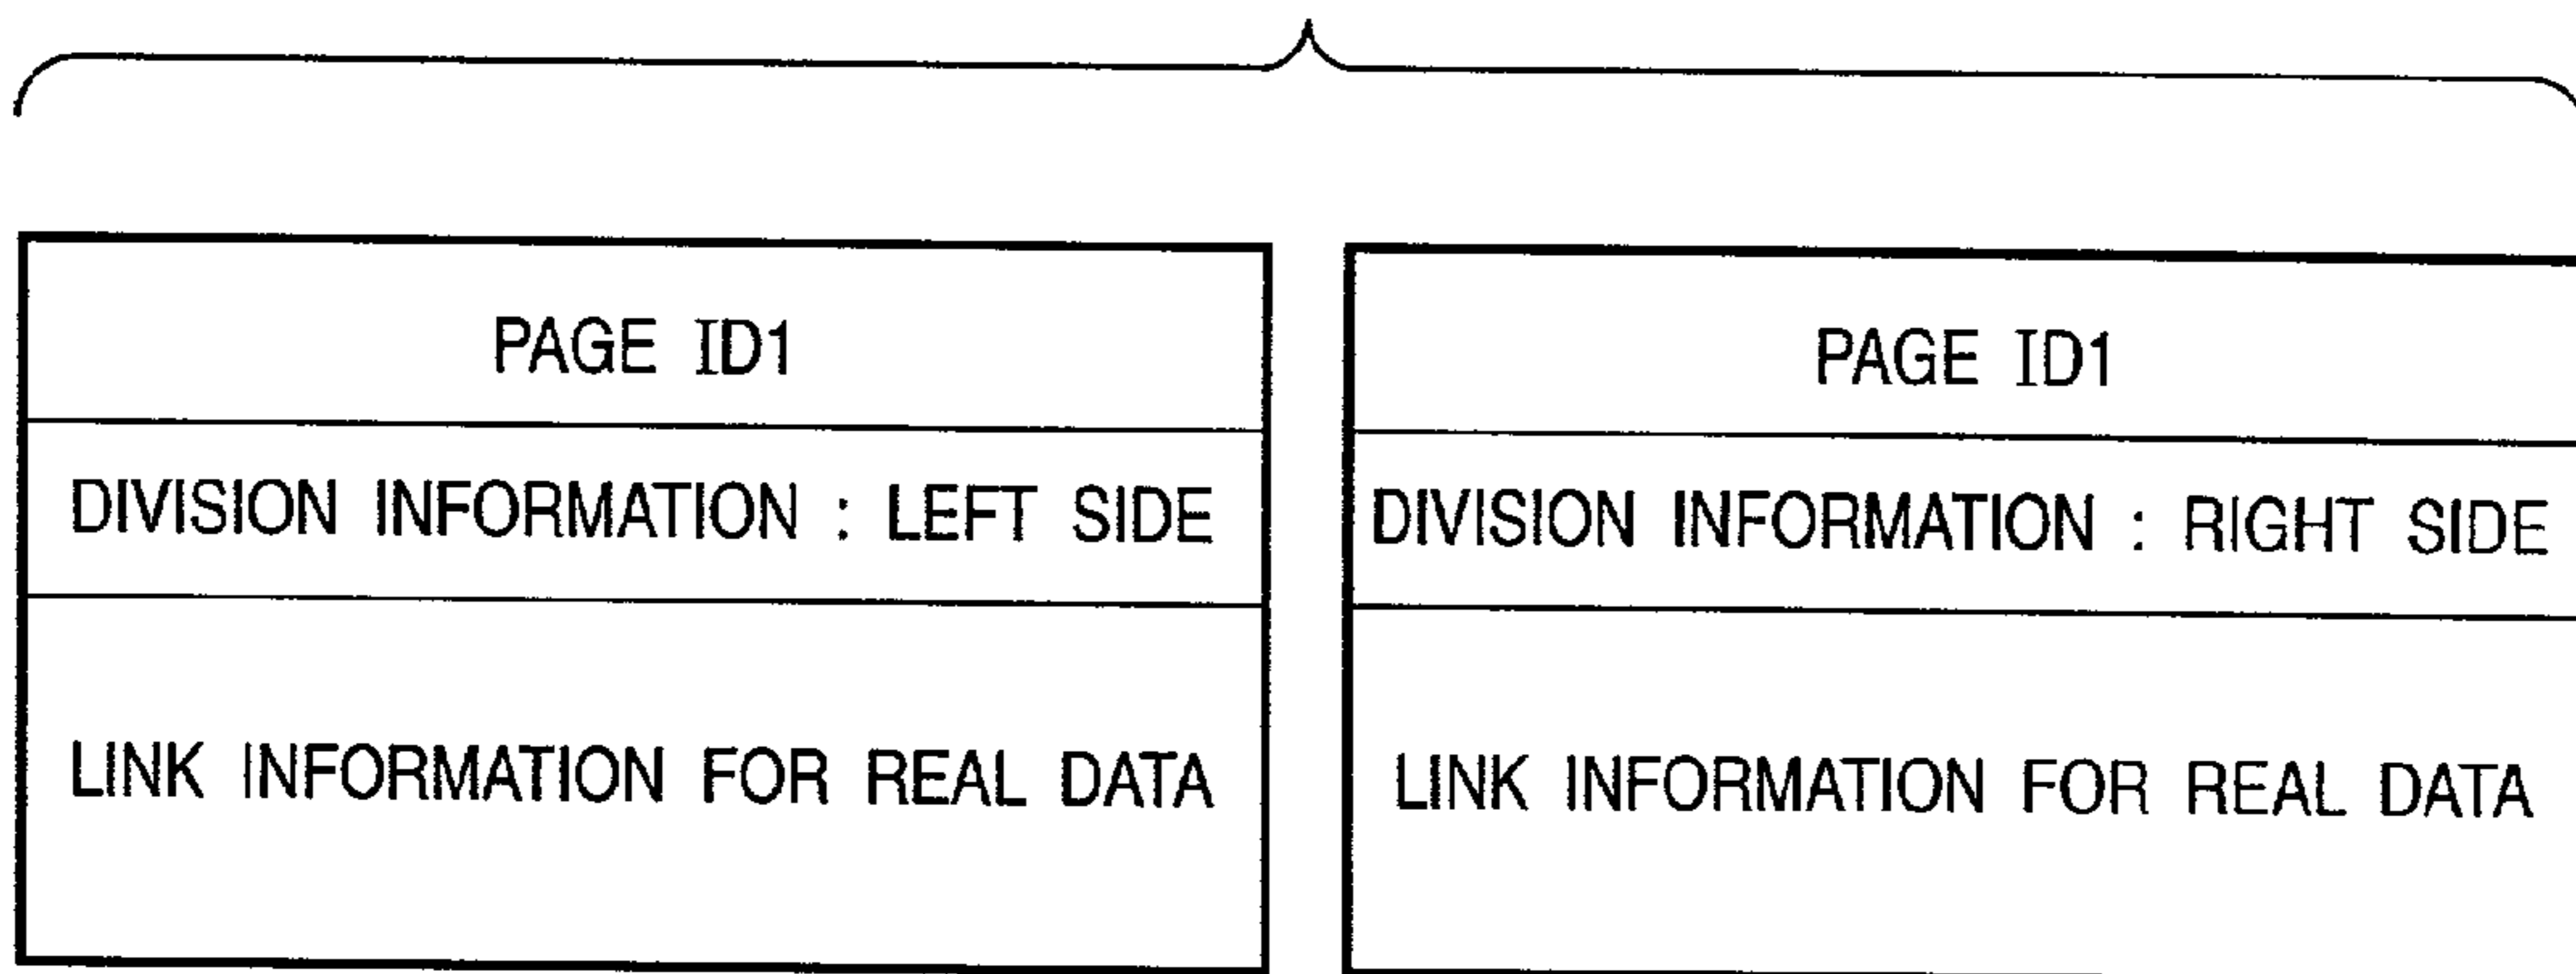 PAGE ID1
DIVISION INFORMATION : LEFT SIDE
LINK INFORMATION FOR REAL DATA
PAGE ID1
DIVISION INFORMATION : RIGHT SIDE
LINK INFORMATION FOR REAL DATA